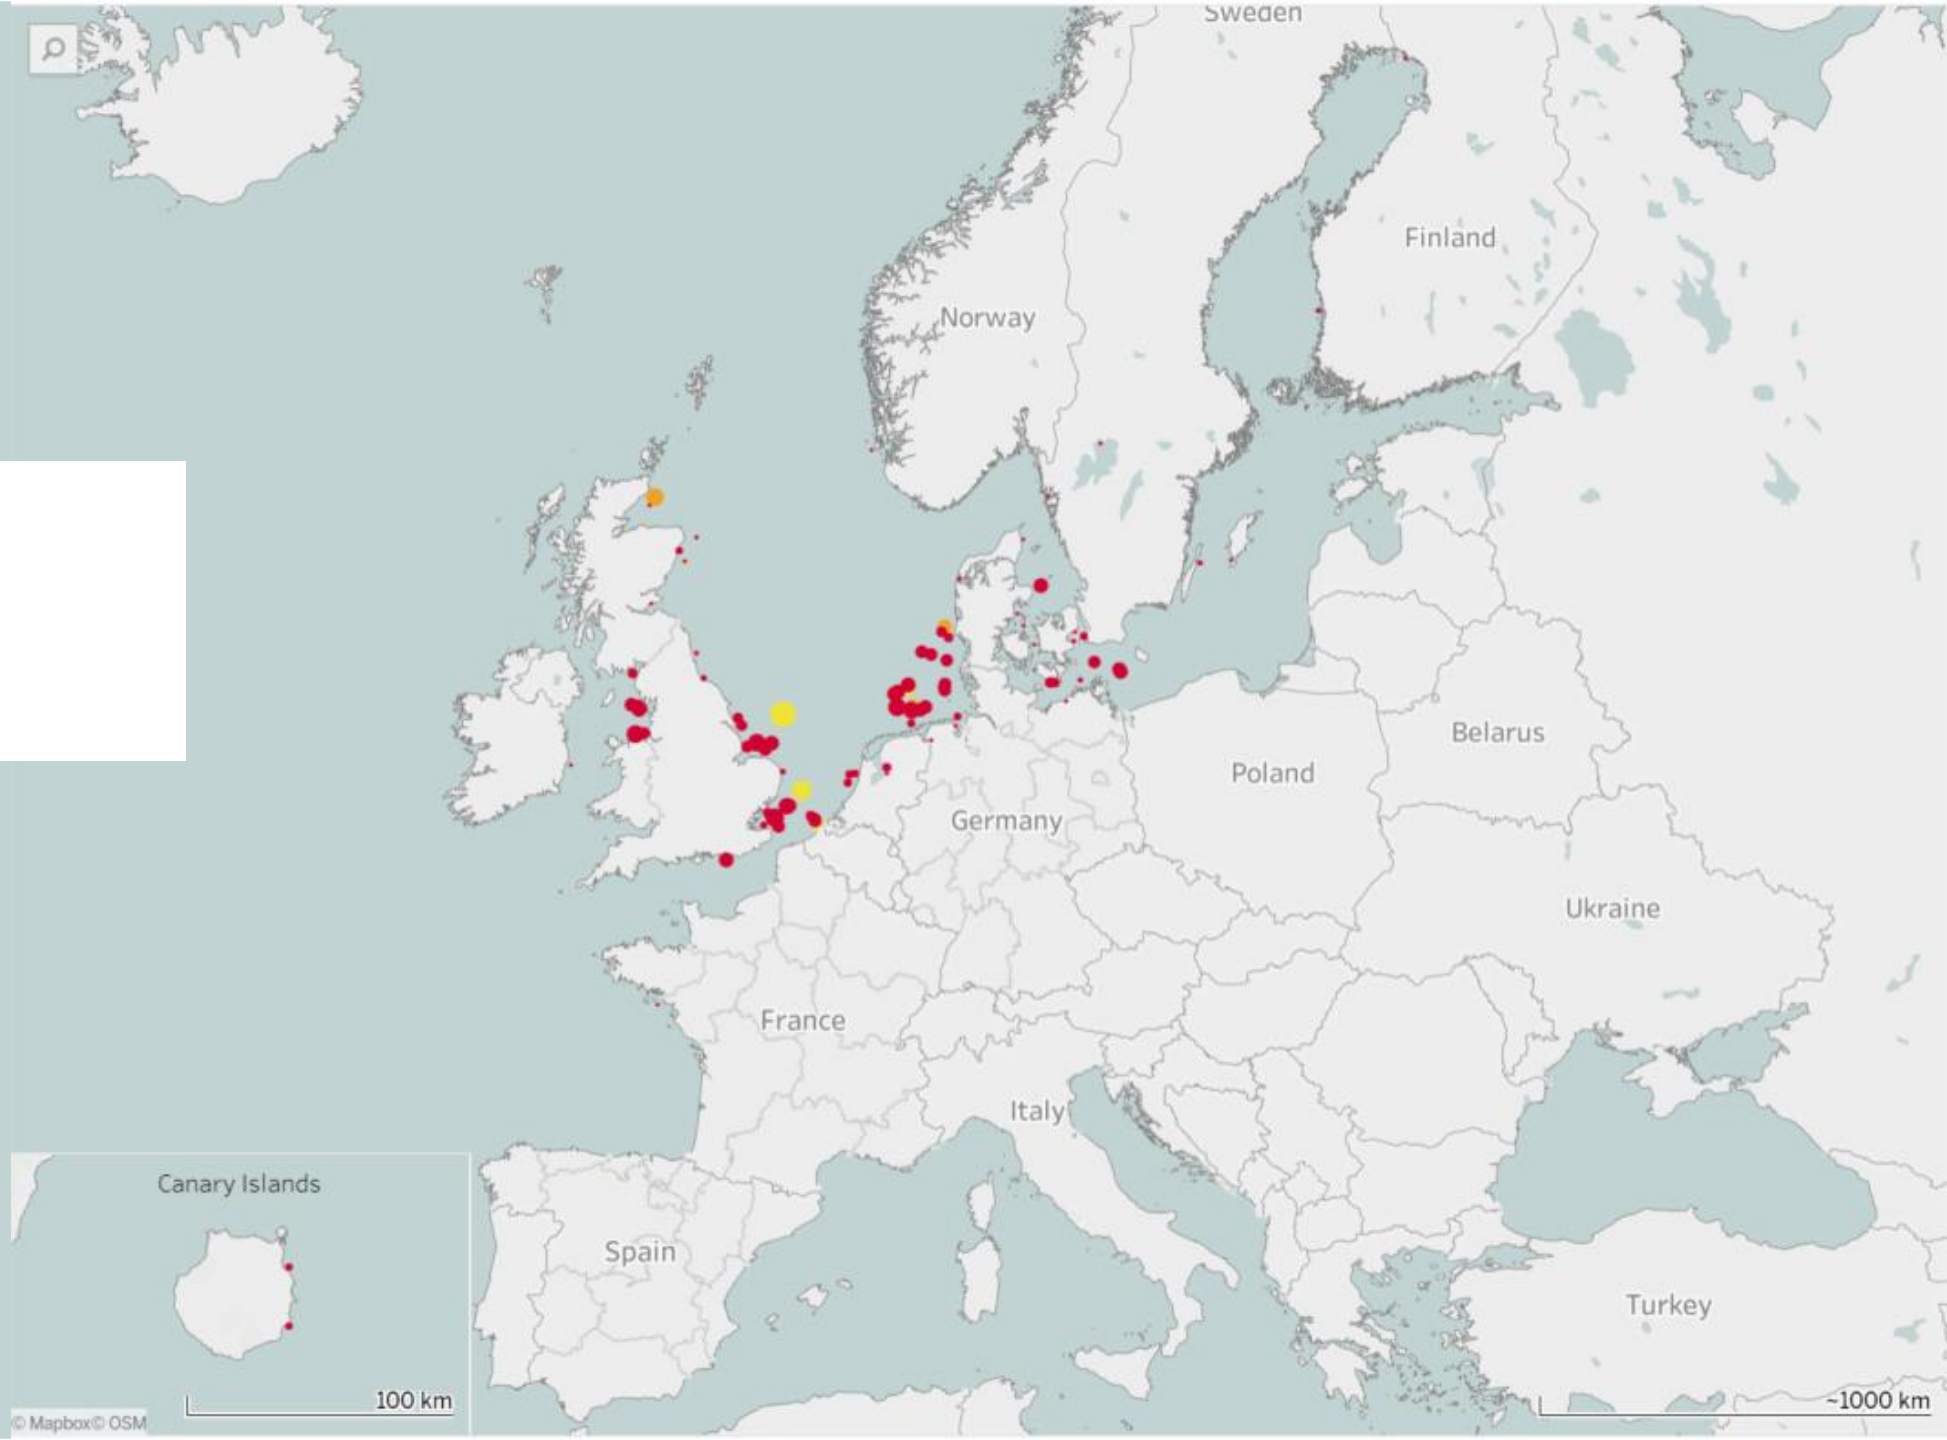 Sweden
Finland
Norway
Belarus
Poland
Germany
Ukraine
France
Italy
Canary Islands
Spain
Turkey
100 km
~1000 km
© Mapbox© OSM